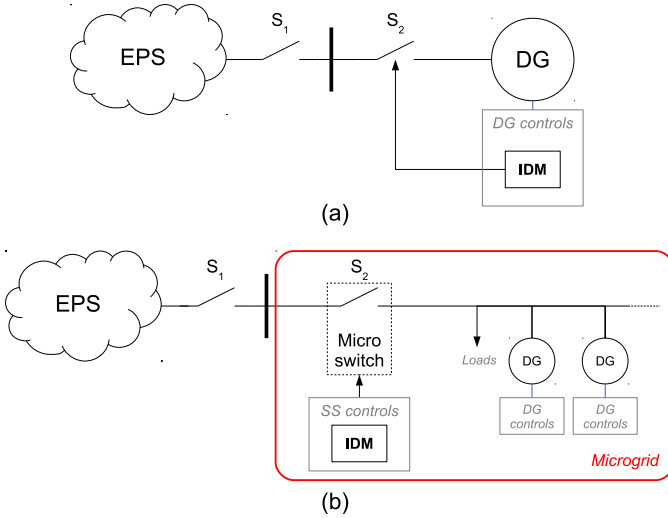 S1
S2
EPS
DG
DG controls
IDM
(a)
S1
S2
EPS
Micro
switch
Loads
DG
DG
SS controls
IDM
DG
controls
DG
controls
Microgrid
(b)